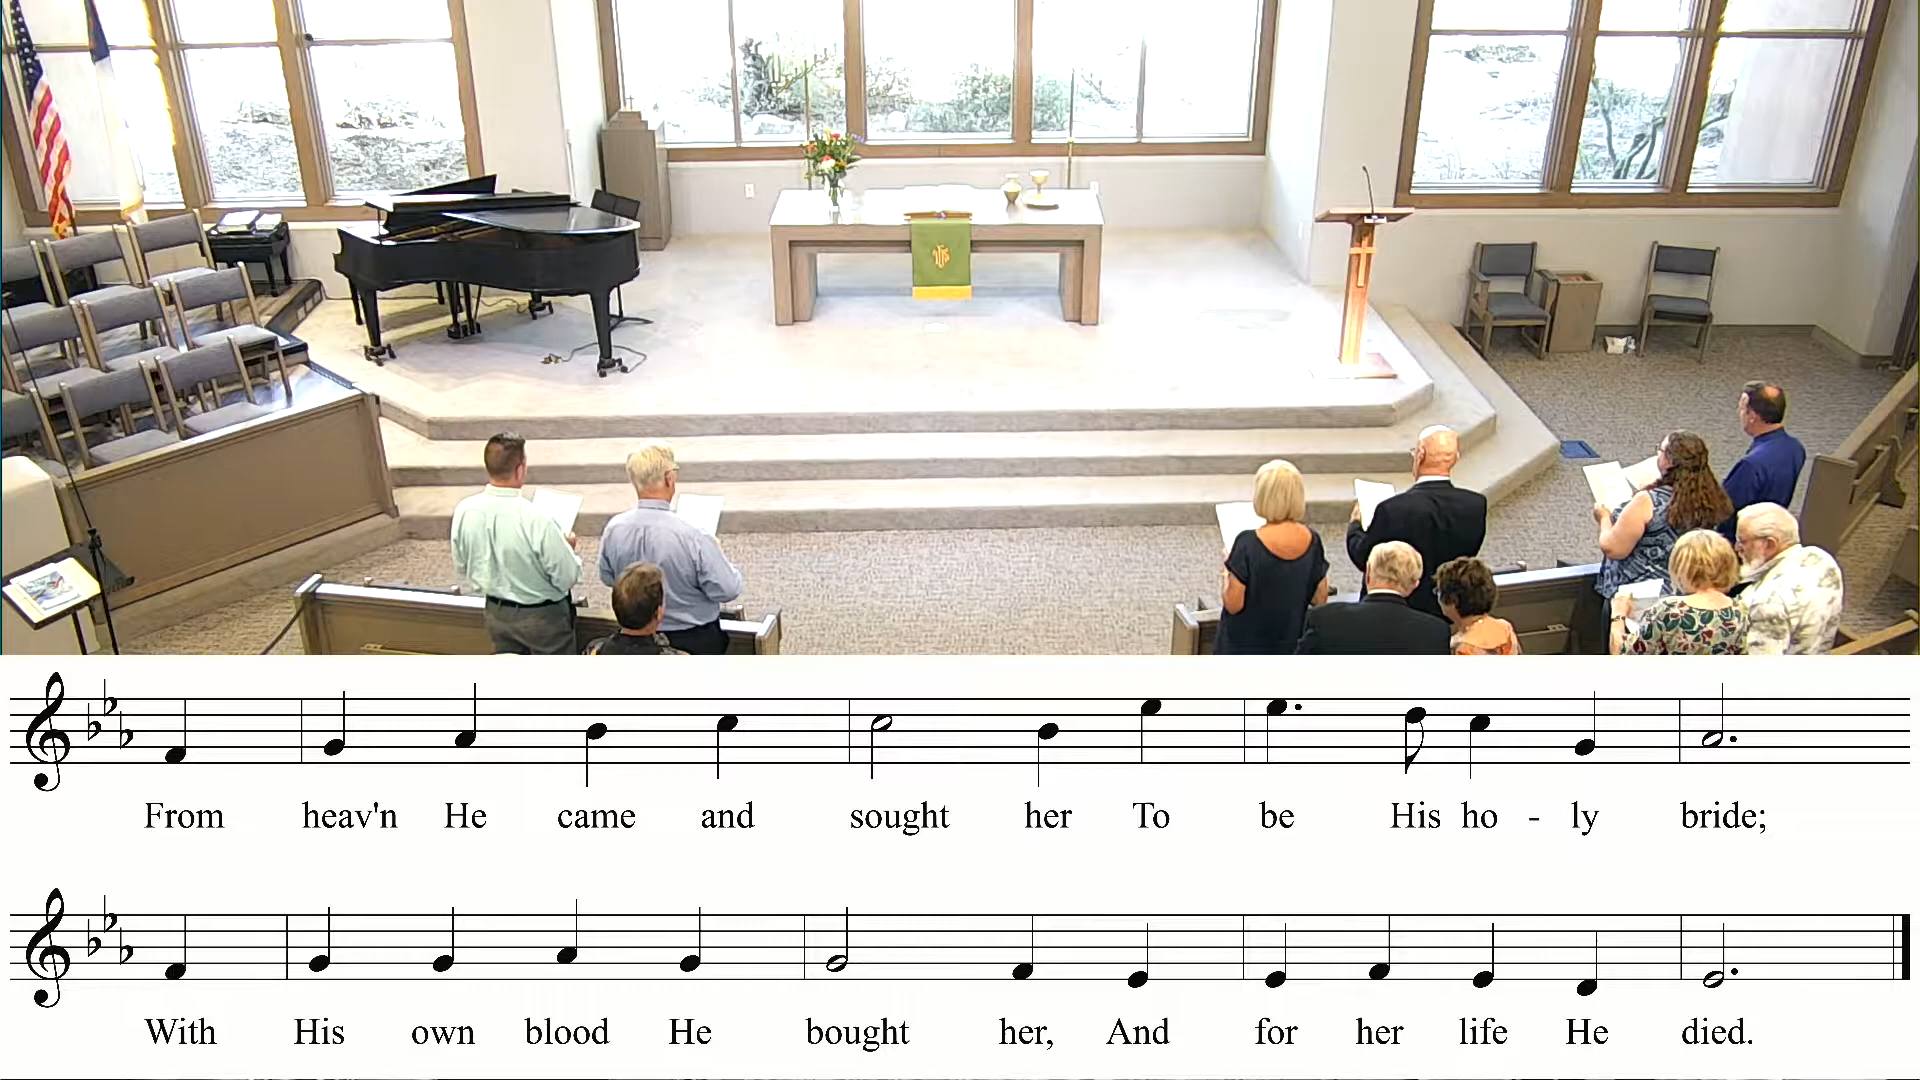 From heav'n He came and sought her To be His ho - ly bride;
With His own blood He bought her, And for her life He died.